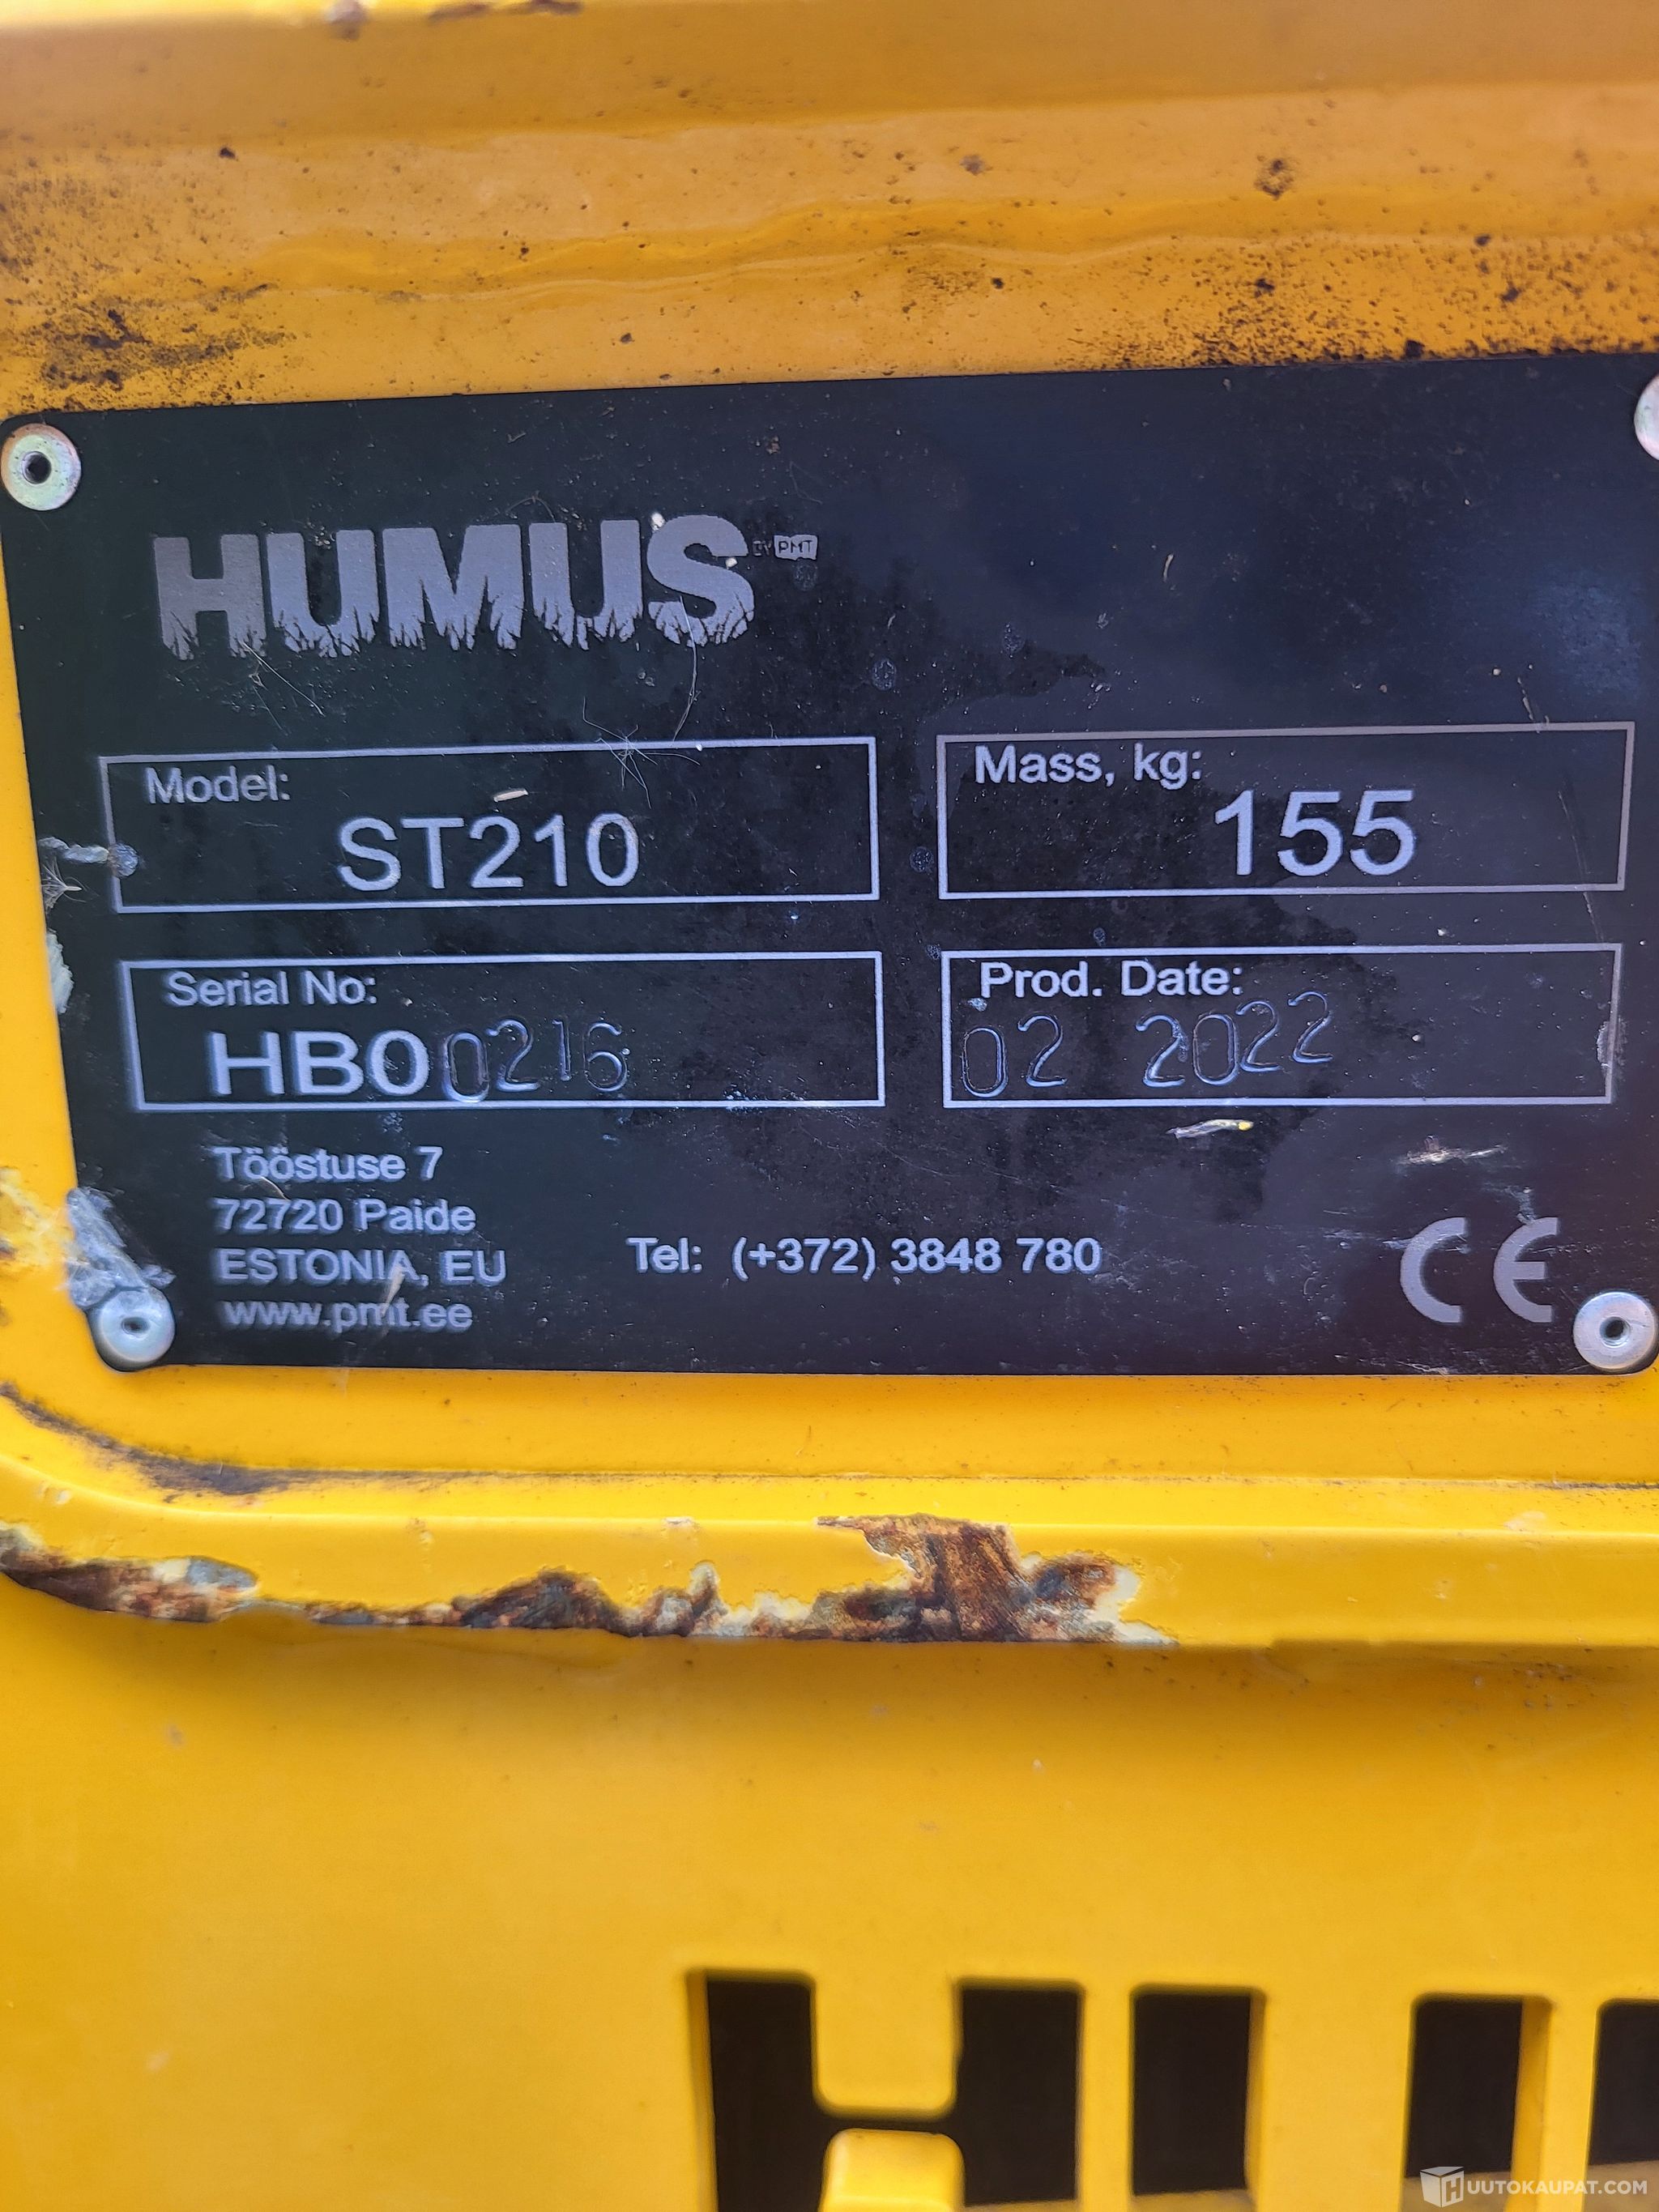 HUMUS BY PMT
Model:
ST210
Mass, kg:
155
Serial No:
HB00216
Prod. Date:
02 2022
Tööstuse 7
72720 Paide
ESTONIA, EU
www.pmt.ee
Tel: (+372) 3848 780
CE
HUUTOKAUPAT.COM